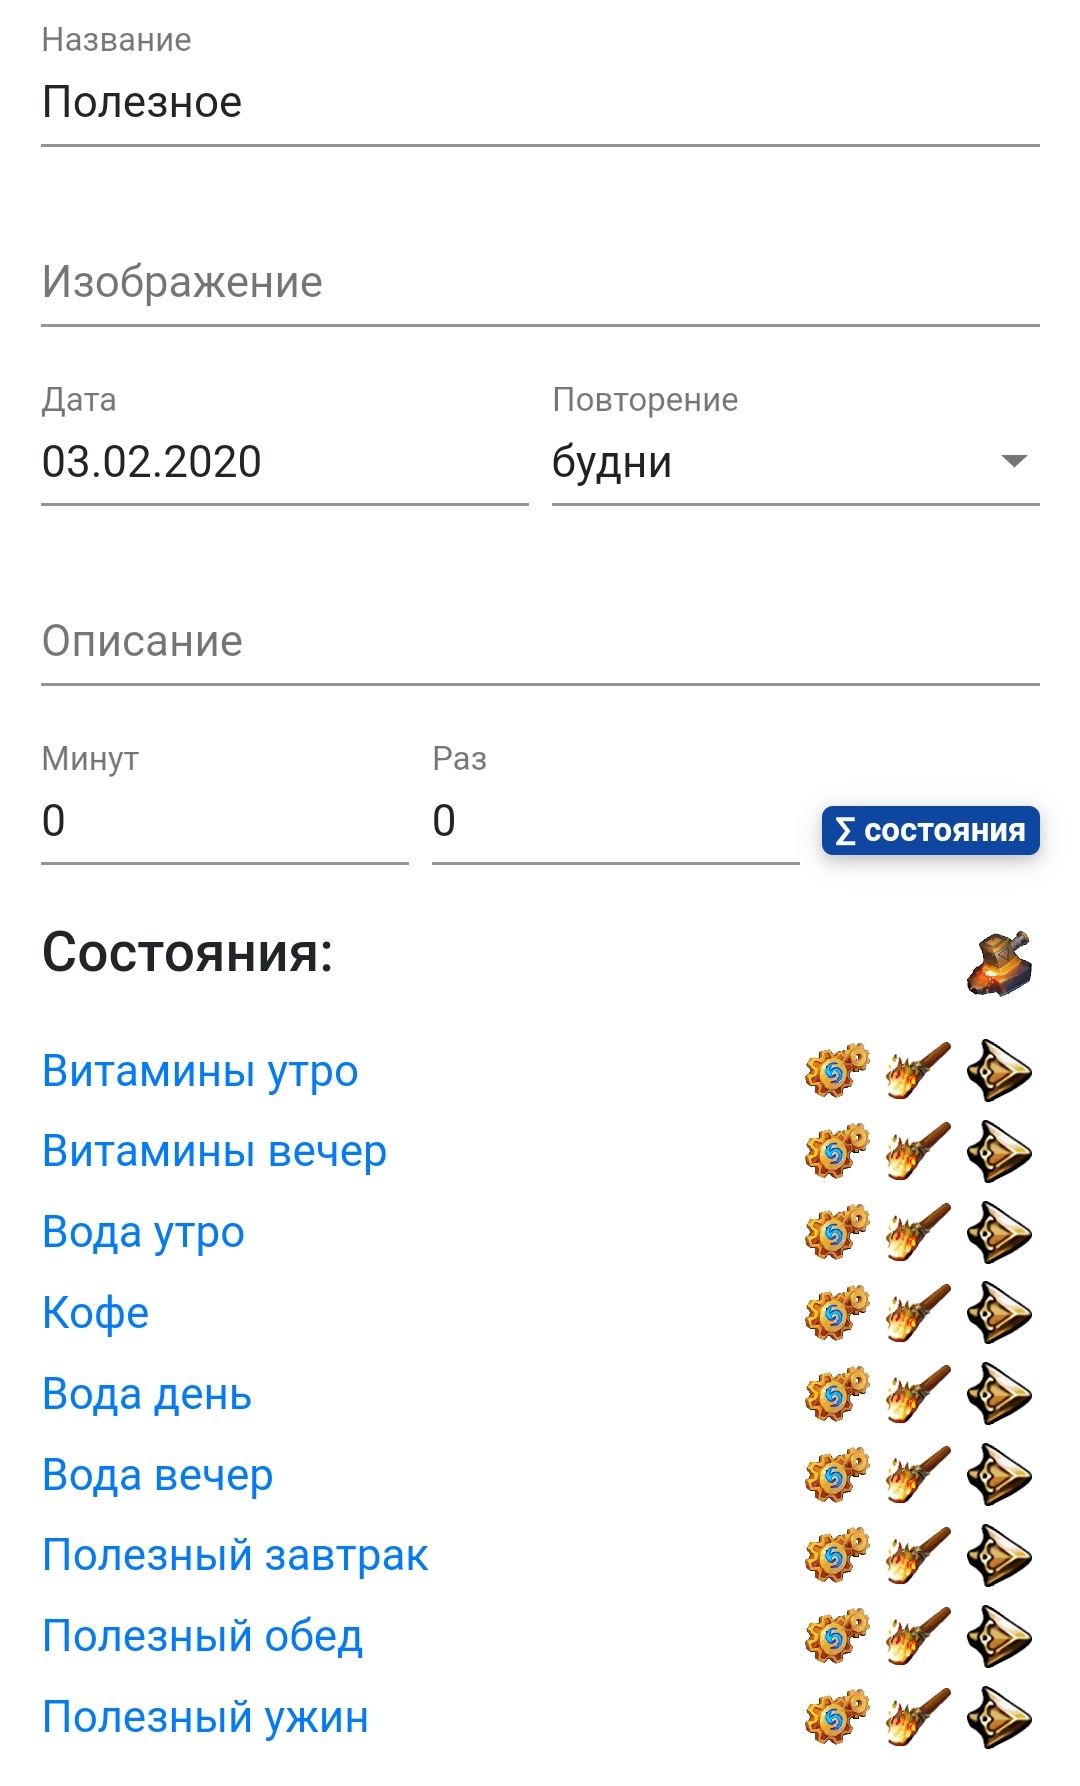 Название
Полезное
Изображение
Дата
Повторение
03.02.2020
будни
Описание
Минут
Раз
0
0
∑ состояния
Состояния:
Витамины утро
Витамины вечер
Вода утро
Кофе
Вода день
Вода вечер
Полезный завтрак
Полезный обед
Полезный ужин